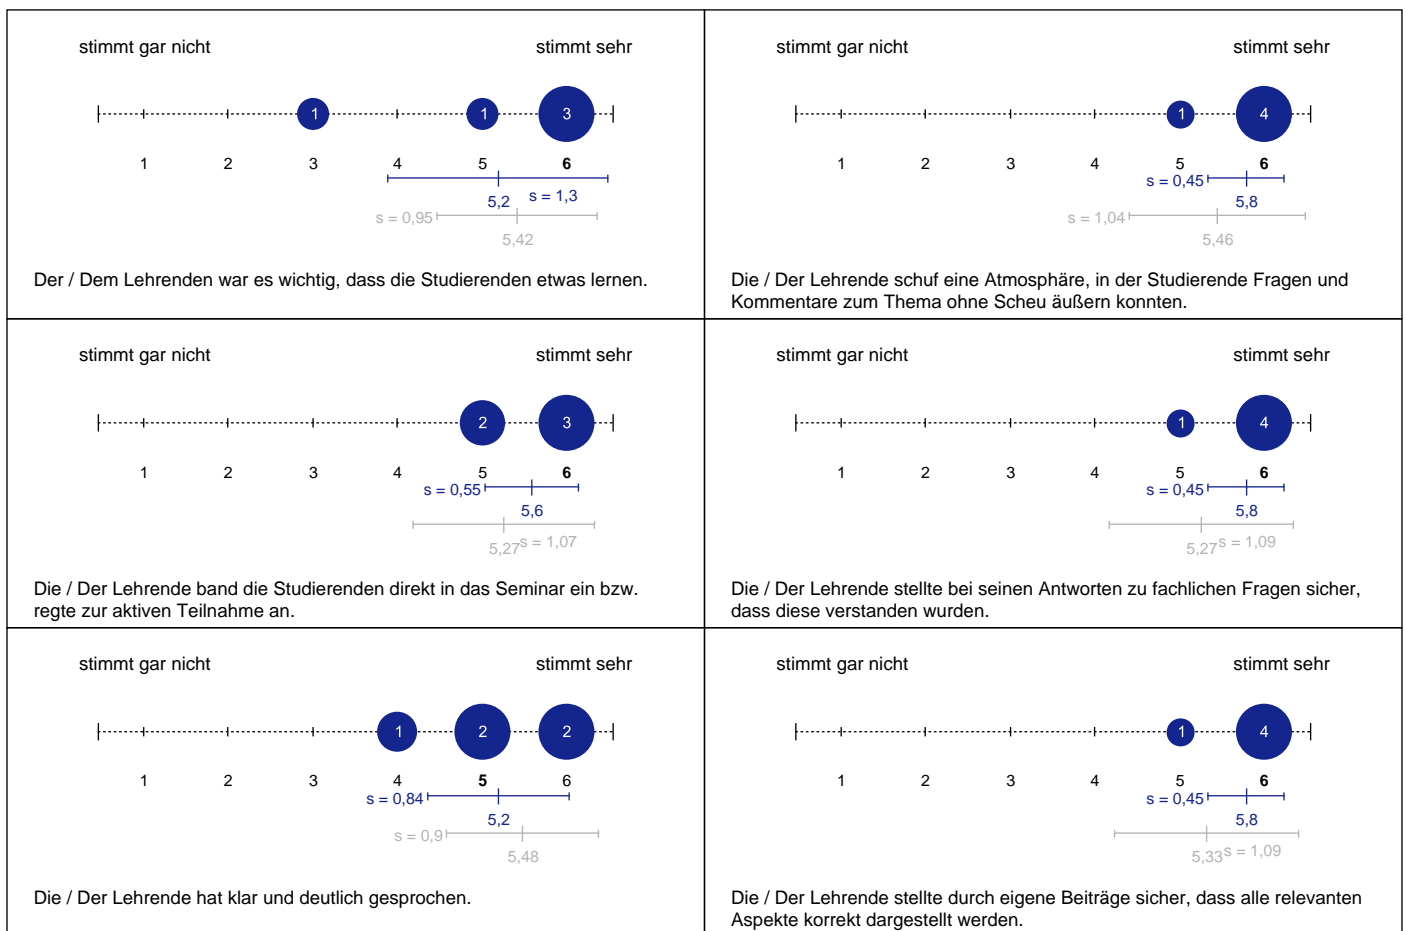 stimmt gar nicht stimmt sehr
1 1 3
1 2 3 4 5 6
5,2 s = 1,3
s = 0,95
5,42
Der / Dem Lehrenden war es wichtig, dass die Studierenden etwas lernen.
stimmt gar nicht stimmt sehr
1 4
1 2 3 4 5 6
s = 0,45
5,8
s = 1,04
5,46
Die / Der Lehrende schuf eine Atmosphäre, in der Studierende Fragen und
Kommentare zum Thema ohne Scheu äußern konnten.
stimmt gar nicht stimmt sehr
2 3
1 2 3 4 5 6
s = 0,55
5,6
5,27 s = 1,07
Die / Der Lehrende band die Studierenden direkt in das Seminar ein bzw.
regte zur aktiven Teilnahme an.
stimmt gar nicht stimmt sehr
1 4
1 2 3 4 5 6
s = 0,45
5,8
5,27 s = 1,09
Die / Der Lehrende stellte bei seinen Antworten zu fachlichen Fragen sicher,
dass diese verstanden wurden.
stimmt gar nicht stimmt sehr
1 2 2
1 2 3 4 5 6
s = 0,84
5,2
s = 0,9
5,48
Die / Der Lehrende hat klar und deutlich gesprochen.
stimmt gar nicht stimmt sehr
1 4
1 2 3 4 5 6
s = 0,45
5,8
5,33 s = 1,09
Die / Der Lehrende stellte durch eigene Beiträge sicher, dass alle relevanten
Aspekte korrekt dargestellt werden.